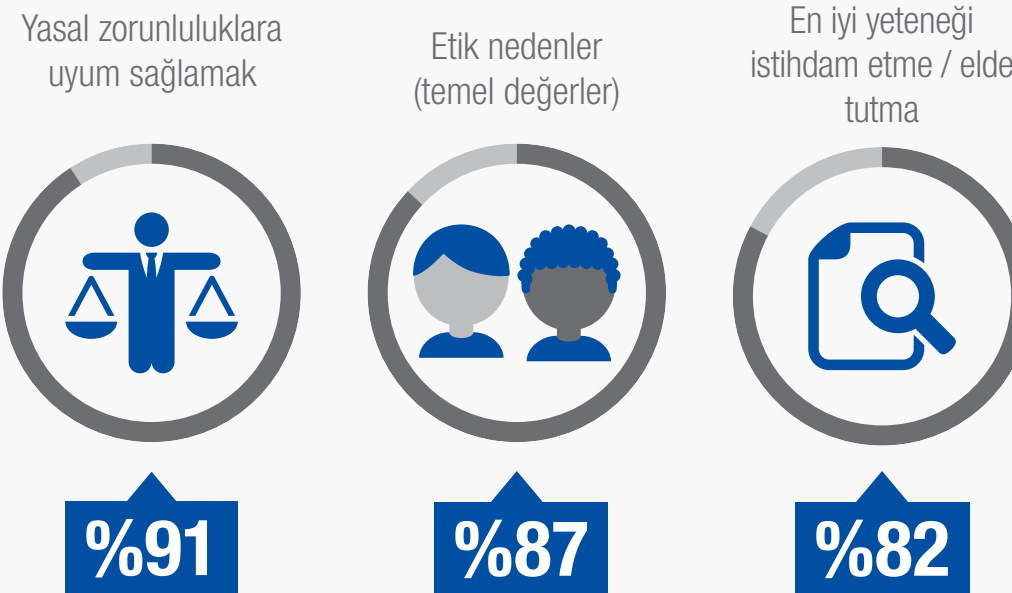 Yasal zorunluluklara
uyum sağlamak
%91
Etik nedenler
(temel değerler)
%87
En iyi yeteneği
istihdam etme / elde
tutma
%82